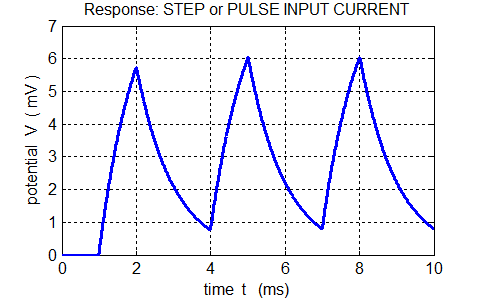 Response: STEP or PULSE INPUT CURRENT
7
6
5
4
3
2
1
0
potential V ( mV )
0 2 4 6 8 10
time t (ms)